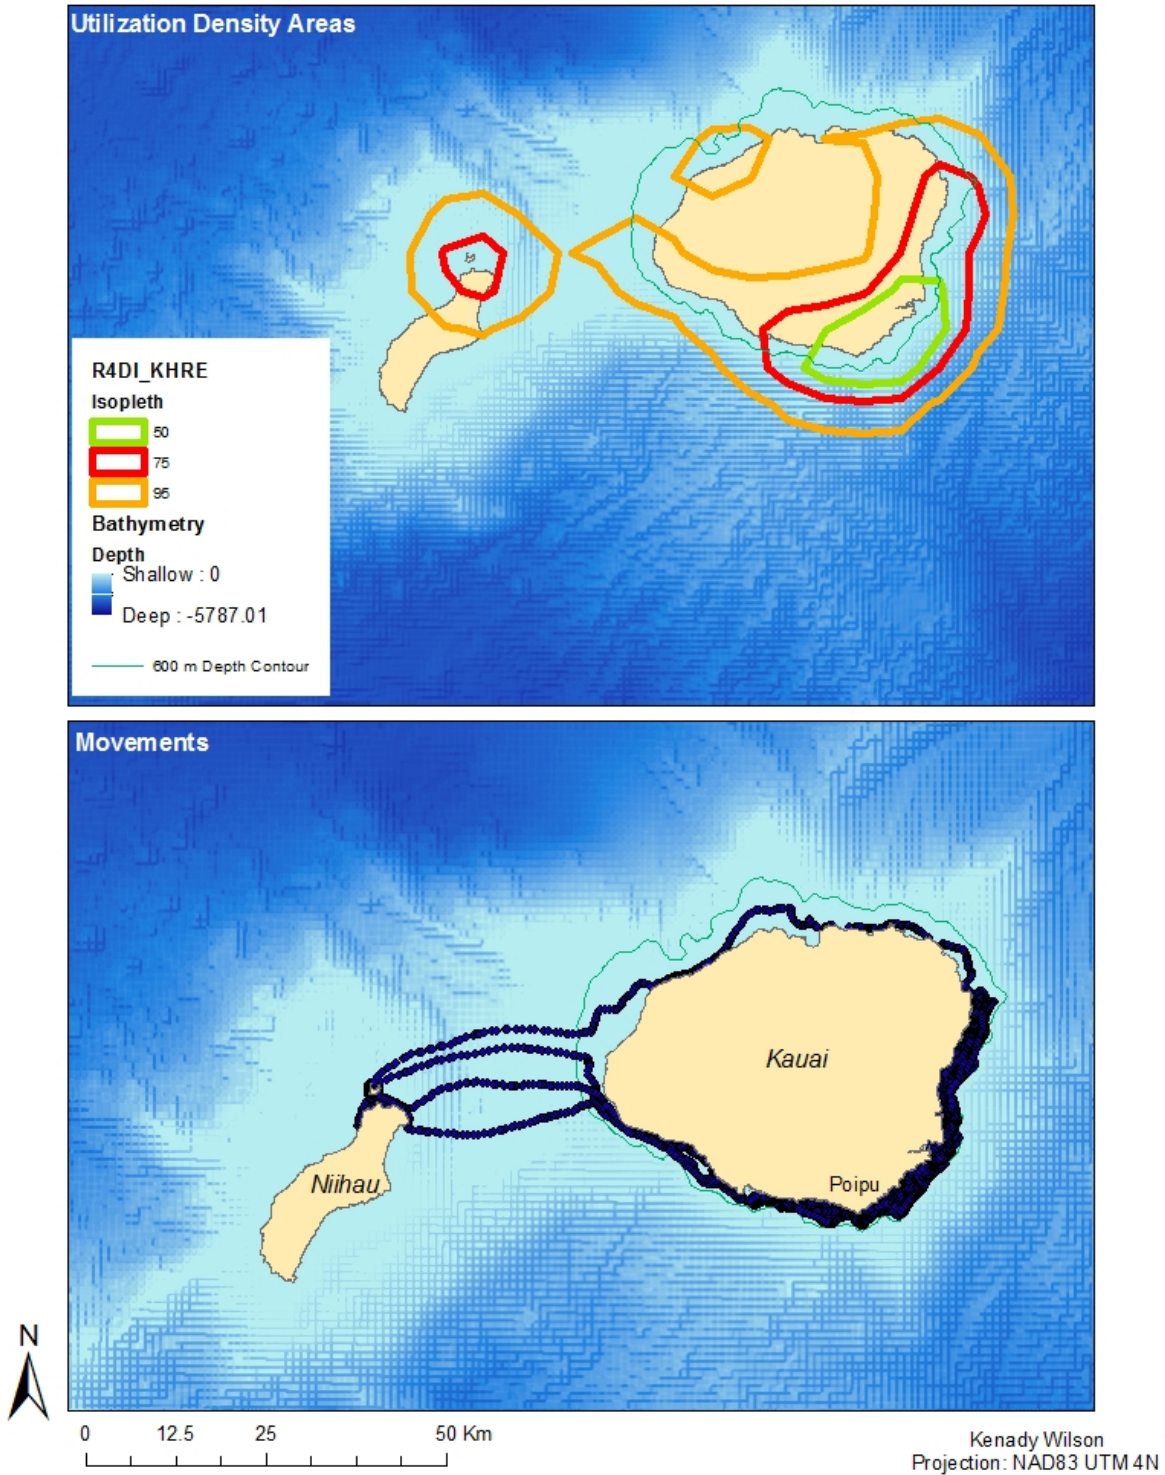 Utilization Density Areas
R4DI_KHRE
Isopleth
50
75
95
Bathymetry
Depth
Shallow : 0
Deep : -5787.01
600 m Depth Contour
Movements
Kauai
Niihau
Poipu
N
0 12.5 25 50 Km
Kenady Wilson
Projection: NAD83 UTM 4N